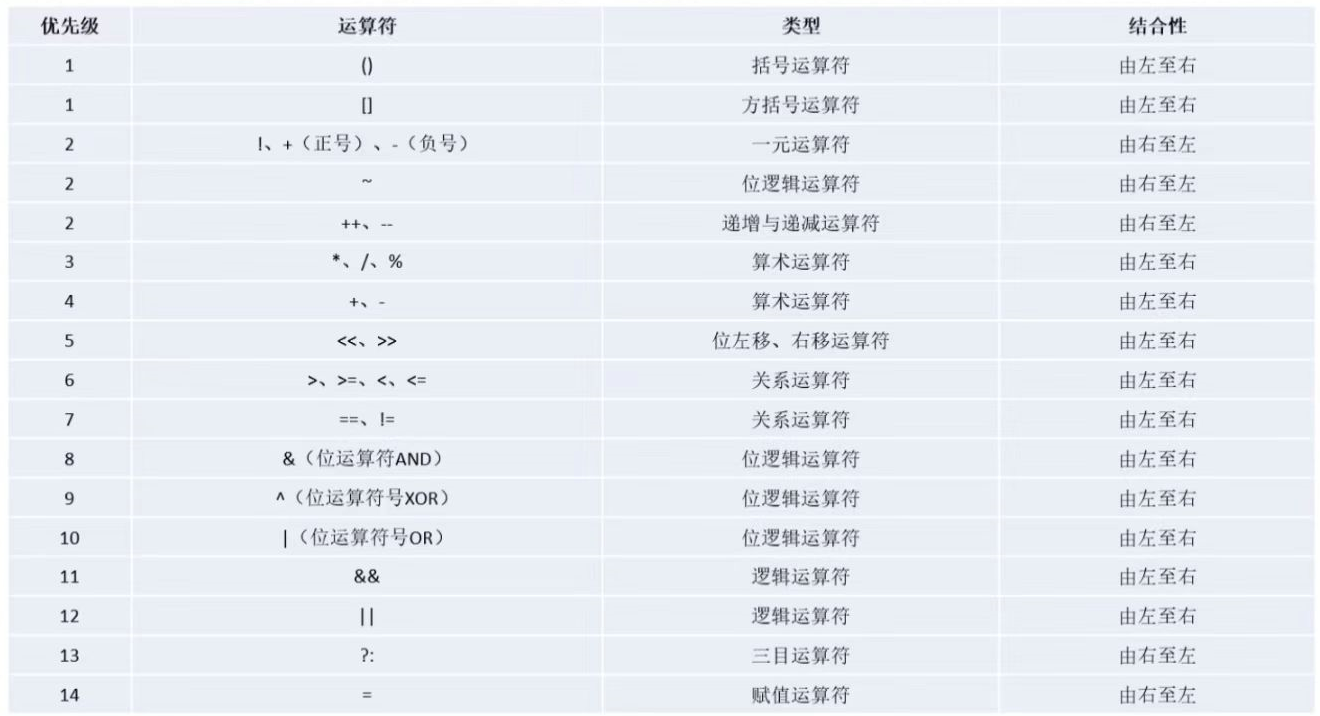 优先级 运算符 类型 结合性
1 () 括号运算符 由左至右
1 [] 方括号运算符 由左至右
2 !、+（正号）、-（负号） 一元运算符 由右至左
2 ~ 位逻辑运算符 由右至左
2 ++、-- 递增与递减运算符 由右至左
3 *、/、% 算术运算符 由左至右
4 +、- 算术运算符 由左至右
5 <<、>> 位左移、右移运算符 由左至右
6 >、>=、<、<= 关系运算符 由左至右
7 ==、!= 关系运算符 由左至右
8 &（位运算符AND） 位逻辑运算符 由左至右
9 ^（位运算符号XOR） 位逻辑运算符 由左至右
10 |（位运算符号OR） 位逻辑运算符 由左至右
11 && 逻辑运算符 由左至右
12 || 逻辑运算符 由左至右
13 ?: 三目运算符 由右至左
14 = 赋值运算符 由右至左